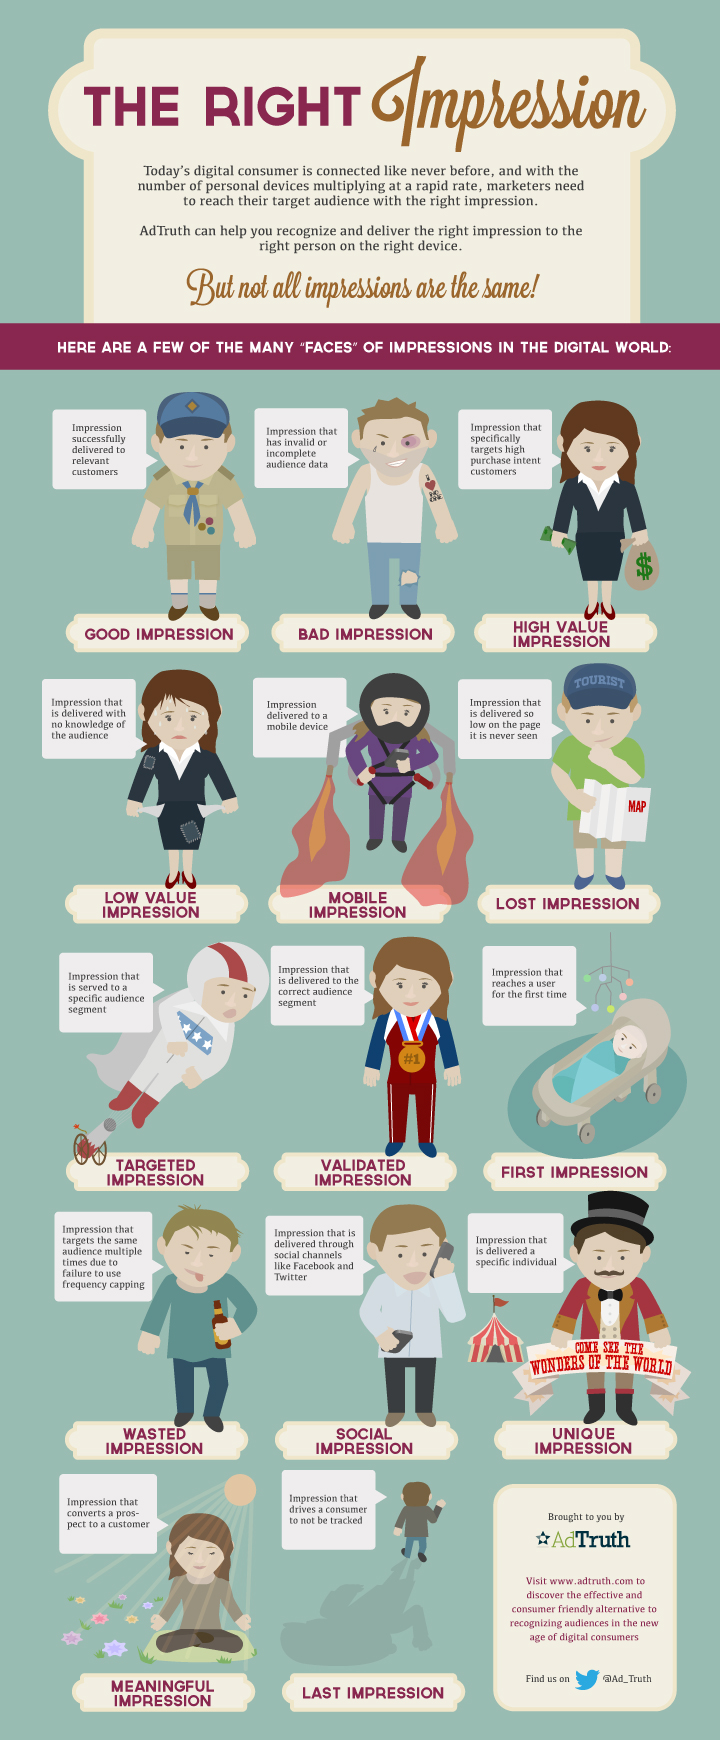 THE RIGHT Impression
Today's digital consumer is connected like never before, and with the
number of personal devices multiplying at a rapid rate, marketers need
to reach their target audience with the right impression.
AdTruth can help you recognize and deliver the right impression to the
right person on the right device.
But not all impressions are the same!
HERE ARE A FEW OF THE MANY "FACES" OF IMPRESSIONS IN THE DIGITAL WORLD:
Impression
successfully
delivered to
relevant
customers
GOOD IMPRESSION
Impression that
has invalid or
incomplete
audience data
BAD IMPRESSION
Impression that
specifically
targets high
purchase intent
customers
$
HIGH VALUE
IMPRESSION
Impression that
is delivered with
no knowledge of
the audience
LOW VALUE
IMPRESSION
Impression
delivered to a
mobile device
MOBILE
IMPRESSION
Impression that
is delivered so
low on the page
it is never seen
TOURIST
MAP
LOST IMPRESSION
Impression that
is served to a
specific audience
segment
TARGETED
IMPRESSION
Impression that
is delivered to the
correct audience
segment
#1
VALIDATED
IMPRESSION
Impression that
reaches a user
for the first time
FIRST IMPRESSION
Impression that
targets the same
audience multiple
times due to
failure to use
frequency capping
WASTED
IMPRESSION
Impression that is
delivered through
social channels
like Facebook and
Twitter
SOCIAL
IMPRESSION
Impression that
is delivered a
specific individual
COME SEE THE
WONDERS OF THE WORLD
UNIQUE
IMPRESSION
Impression that
converts a pros-
pect to a customer
MEANINGFUL
IMPRESSION
Impression that
drives a consumer
to not be tracked
LAST IMPRESSION
Brought to you by
AdTruth
Visit www.adtruth.com to
discover the effective and
consumer friendly alternative to
recognizing audiences in the new
age of digital consumers
Find us on @Ad_Truth